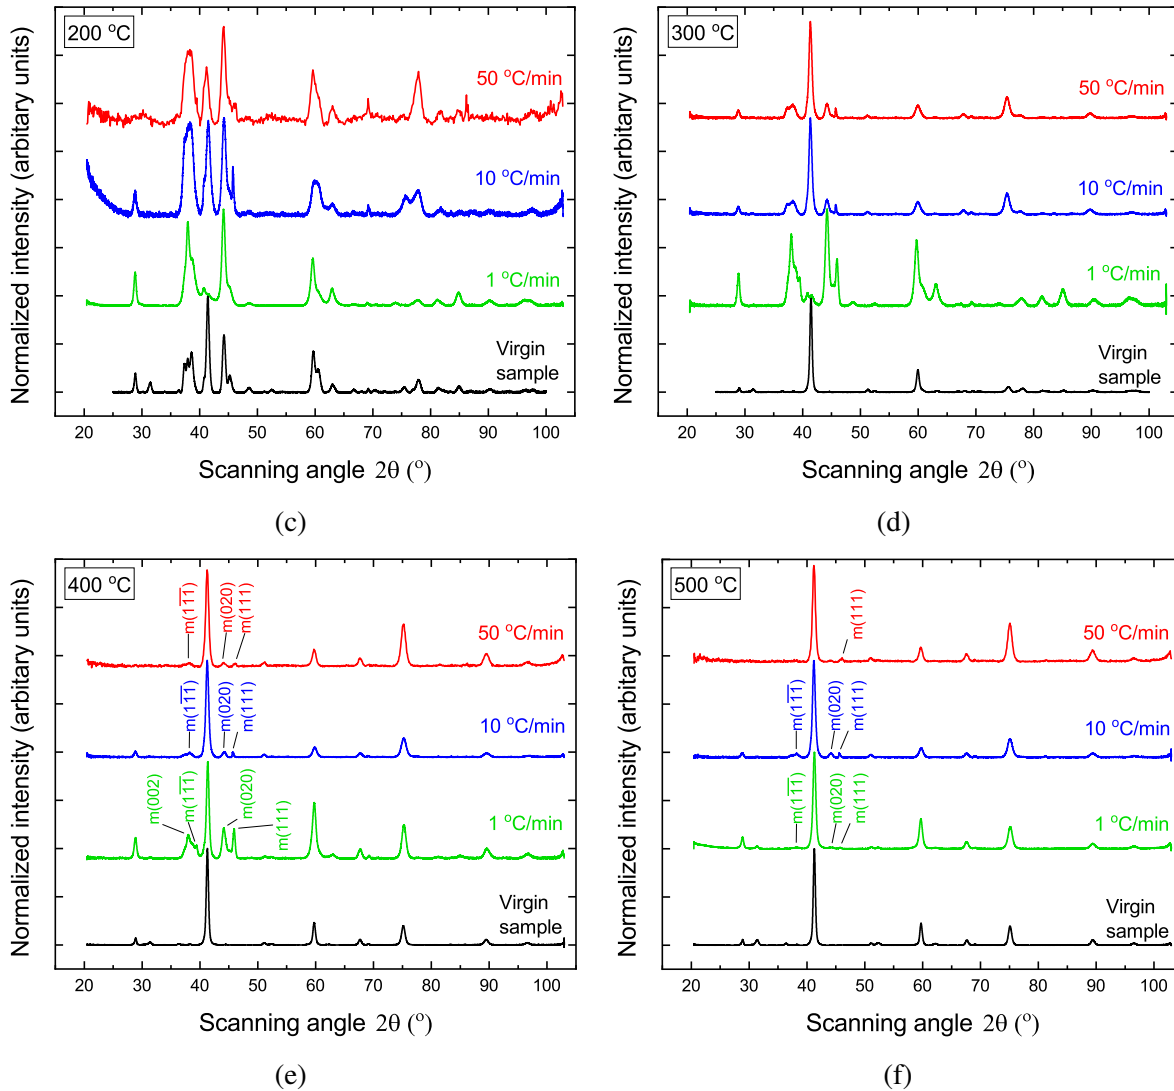 200 °C
50 °C/min
10 °C/min
1 °C/min
Virgin
sample
Normalized intensity (arbitary units)
20 30 40 50 60 70 80 90 100
Scanning angle 2θ (°)
(c)
300 °C
50 °C/min
10 °C/min
1 °C/min
Virgin
sample
Normalized intensity (arbitary units)
20 30 40 50 60 70 80 90 100
Scanning angle 2θ (°)
(d)
400 °C
m(11̅1̅)
m(020)
m(111)
50 °C/min
m(1̅1̅1)
m(020)
m(111)
10 °C/min
m(002)
m(1̅1̅1)
m(020)
m(111)
1 °C/min
Virgin
sample
Normalized intensity (arbitary units)
20 30 40 50 60 70 80 90 100
Scanning angle 2θ (°)
(e)
500 °C
m(111)
50 °C/min
m(11̅1)
m(020)
m(111)
10 °C/min
m(11̅1)
m(020)
m(111)
1 °C/min
Virgin
sample
Normalized intensity (arbitary units)
20 30 40 50 60 70 80 90 100
Scanning angle 2θ (°)
(f)